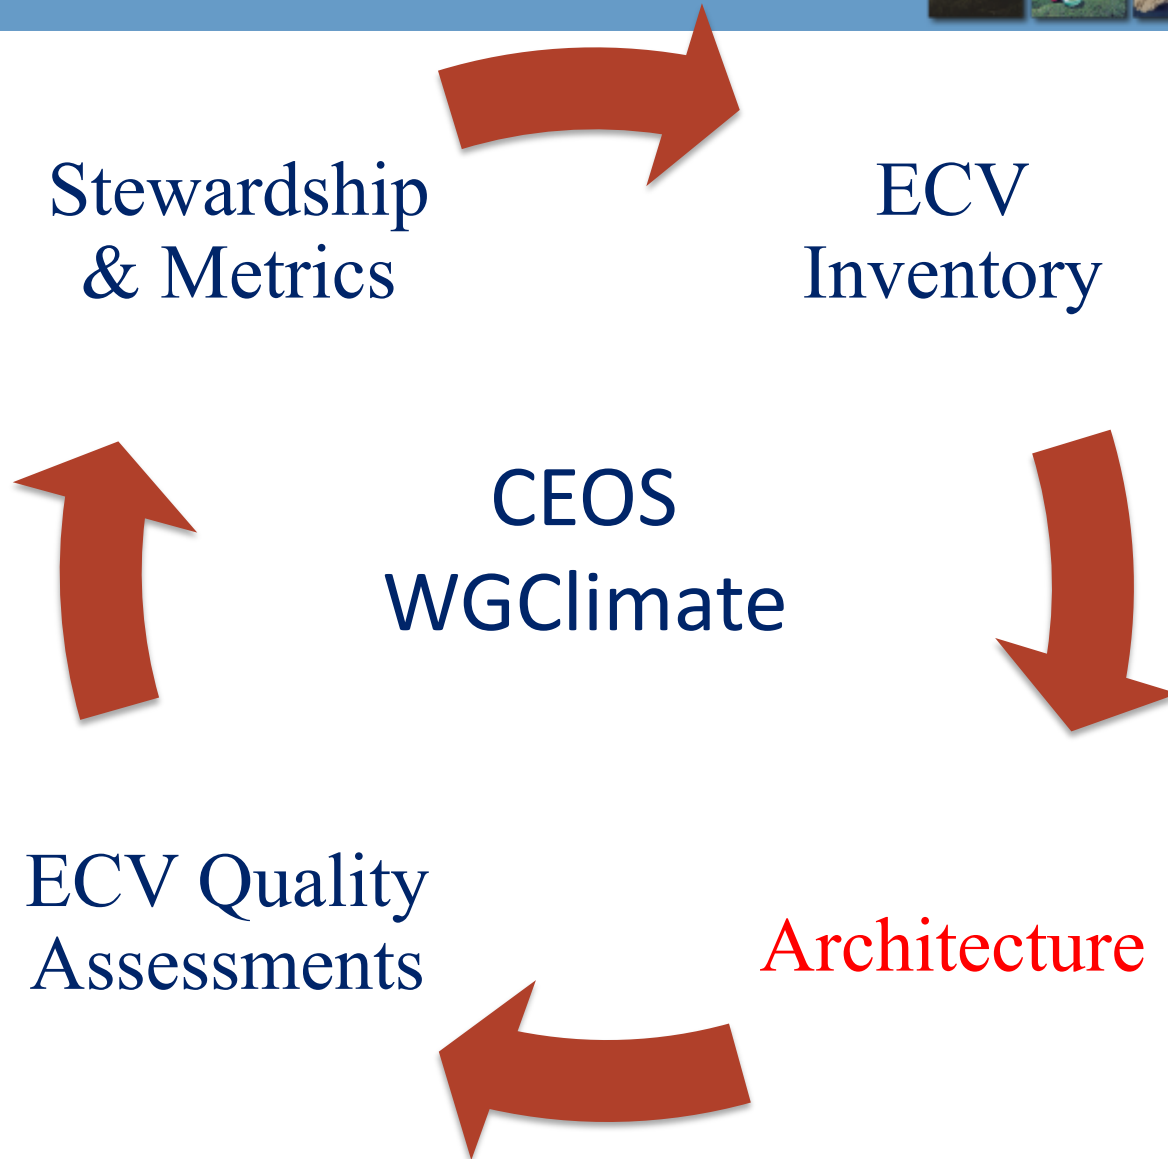 Stewardship
& Metrics
ECV
Inventory
CEOS
WGClimate
ECV Quality
Assessments
Architecture